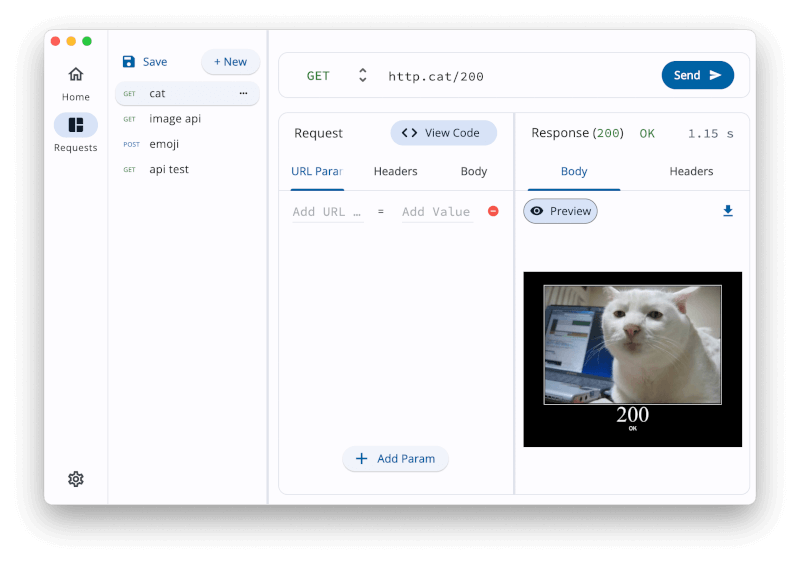 Home
Requests
Save
+ New
GET cat
GET image api
POST emoji
GET api test
GET http.cat/200
Send
Request
View Code
URL Par
Headers
Body
Add URL ... = Add Value
Add Param
Response (200) OK 1.15 s
Body
Headers
Preview
200
OK